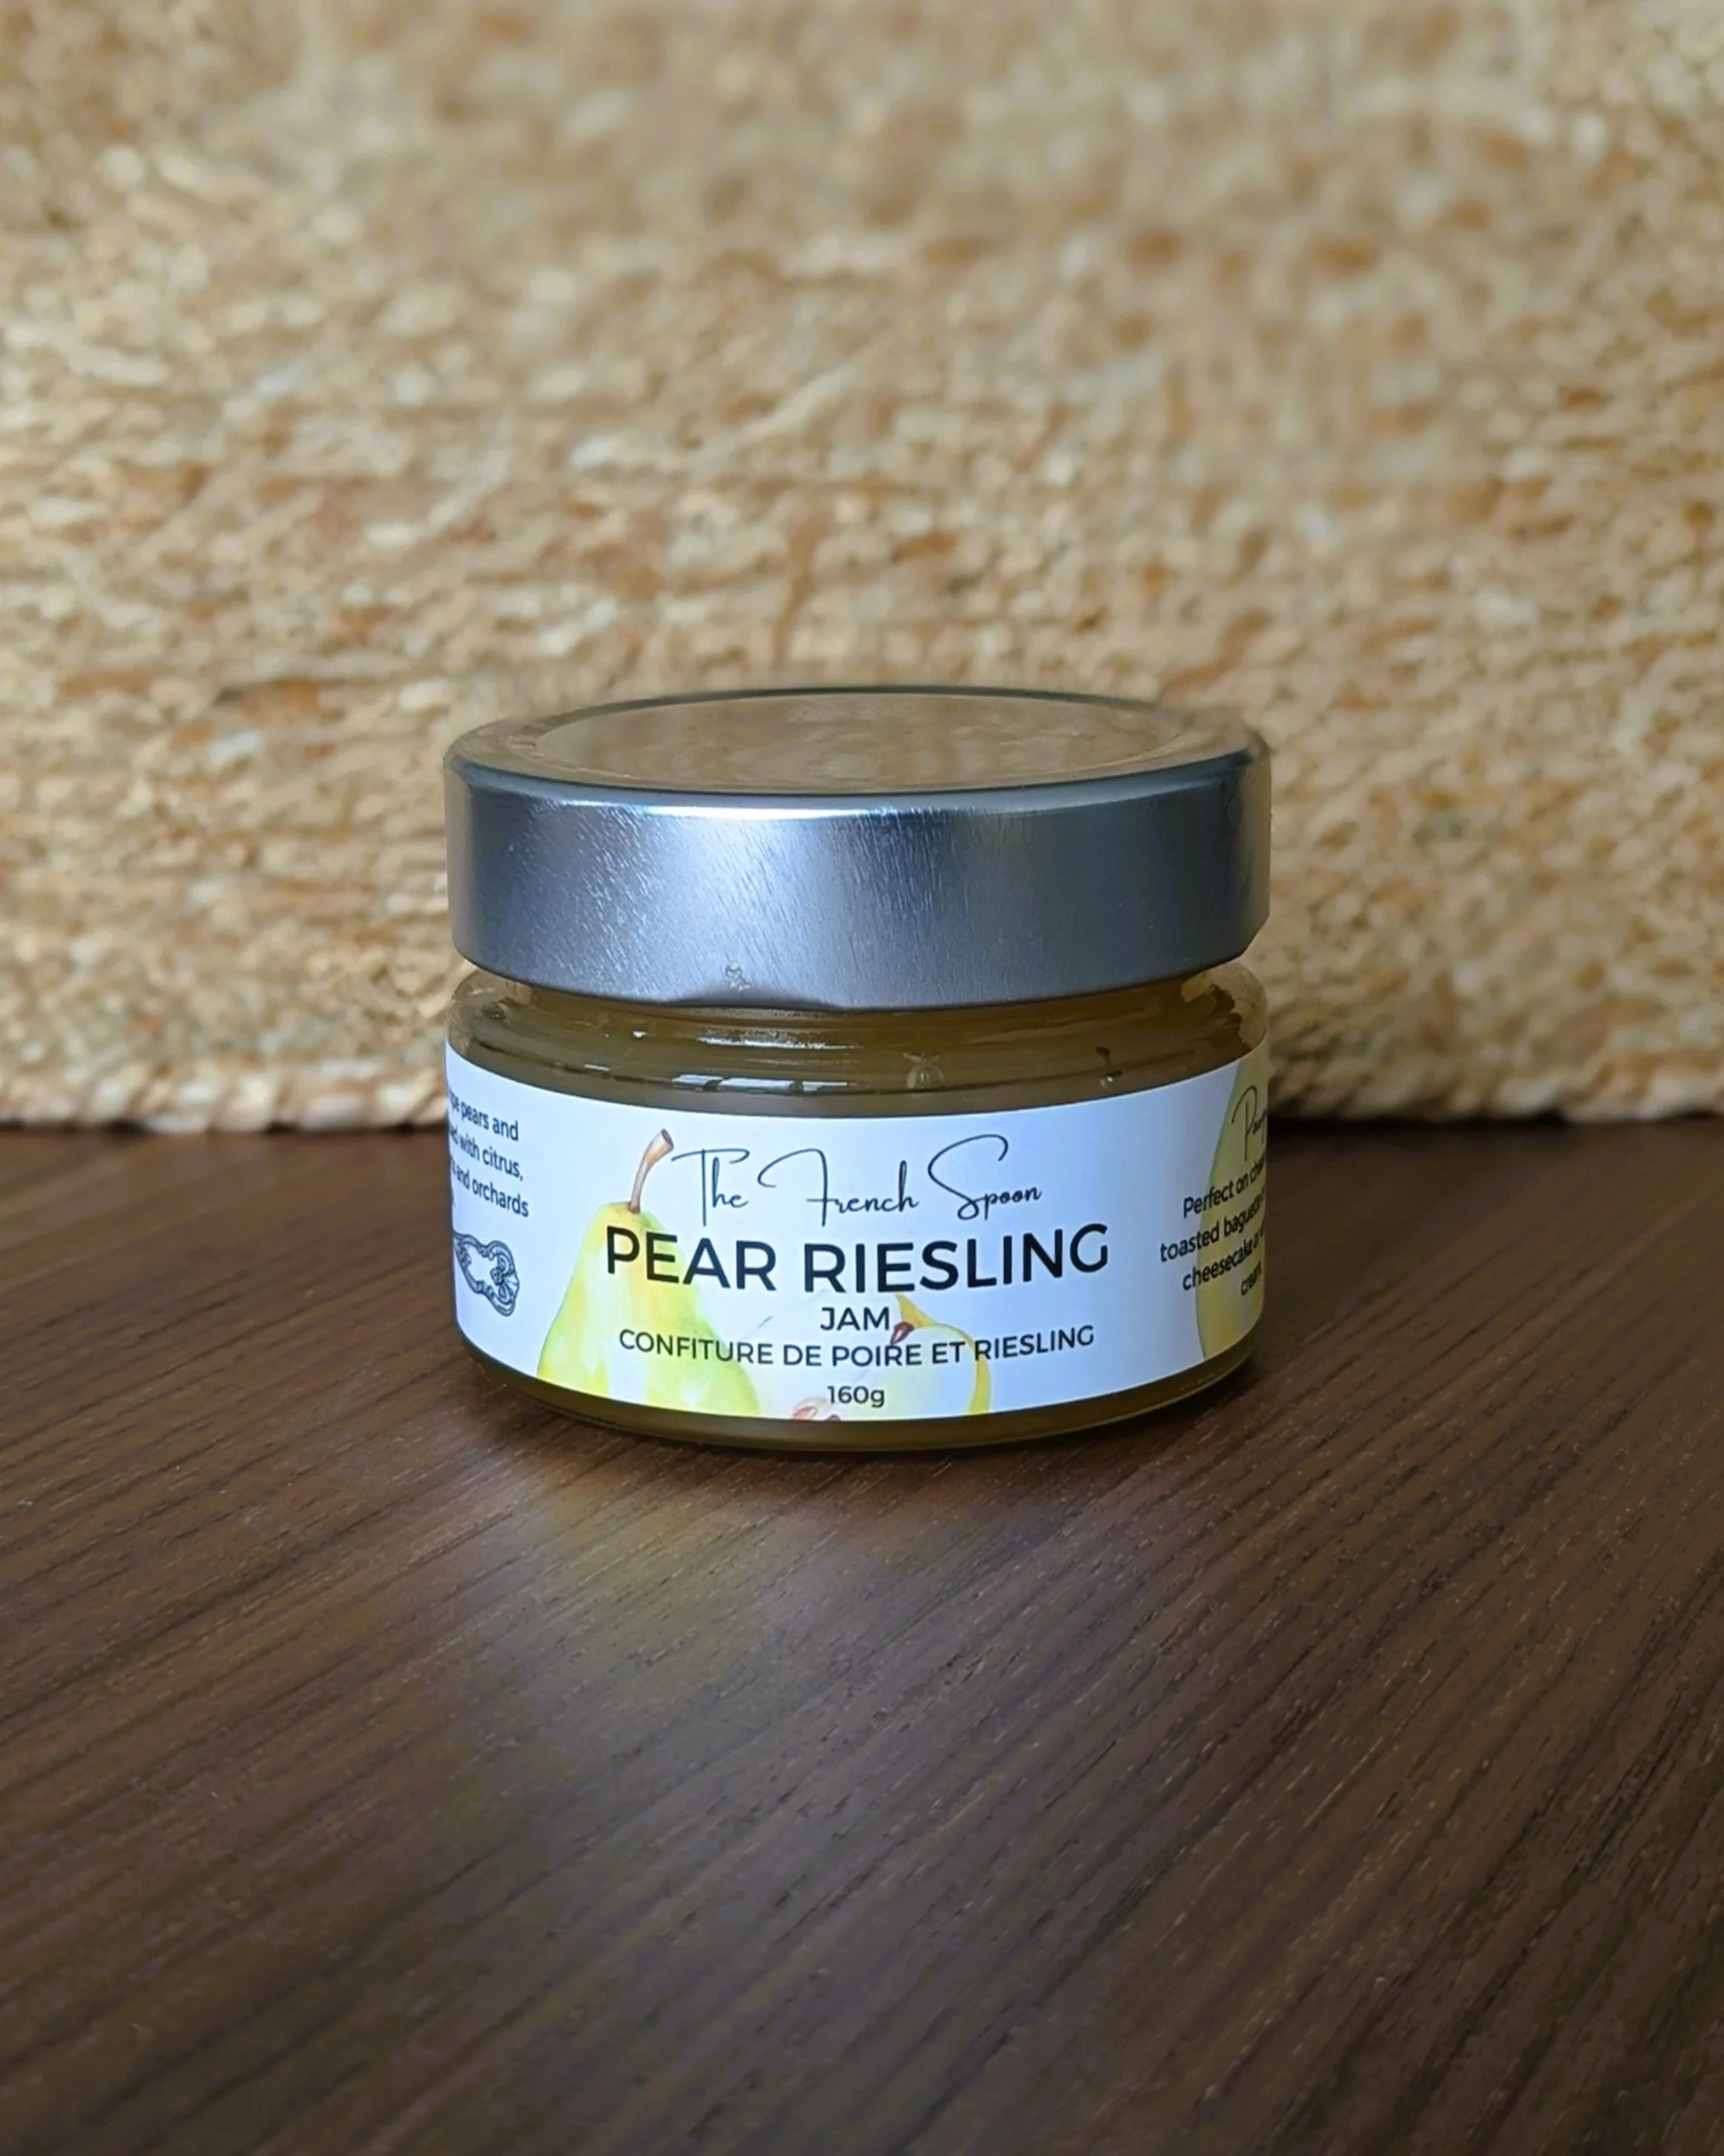 pears and
with citrus,
and orchards
The French Spoon
PEAR RIESLING
JAM
CONFITURE DE POIRE ET RIESLING
160g
Perfect on
toasted
cheesecake